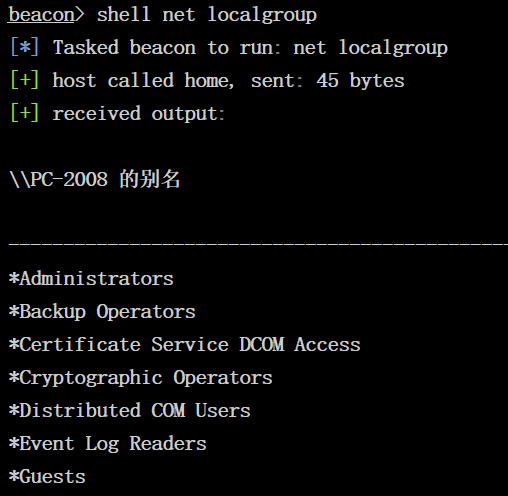 beacon> shell net localgroup
[*] Tasked beacon to run: net localgroup
[+] host called home, sent: 45 bytes
[+] received output:
\\PC-2008 的别名
-----------------------------------------------
*Administrators
*Backup Operators
*Certificate Service DCOM Access
*Cryptographic Operators
*Distributed COM Users
*Event Log Readers
*Guests